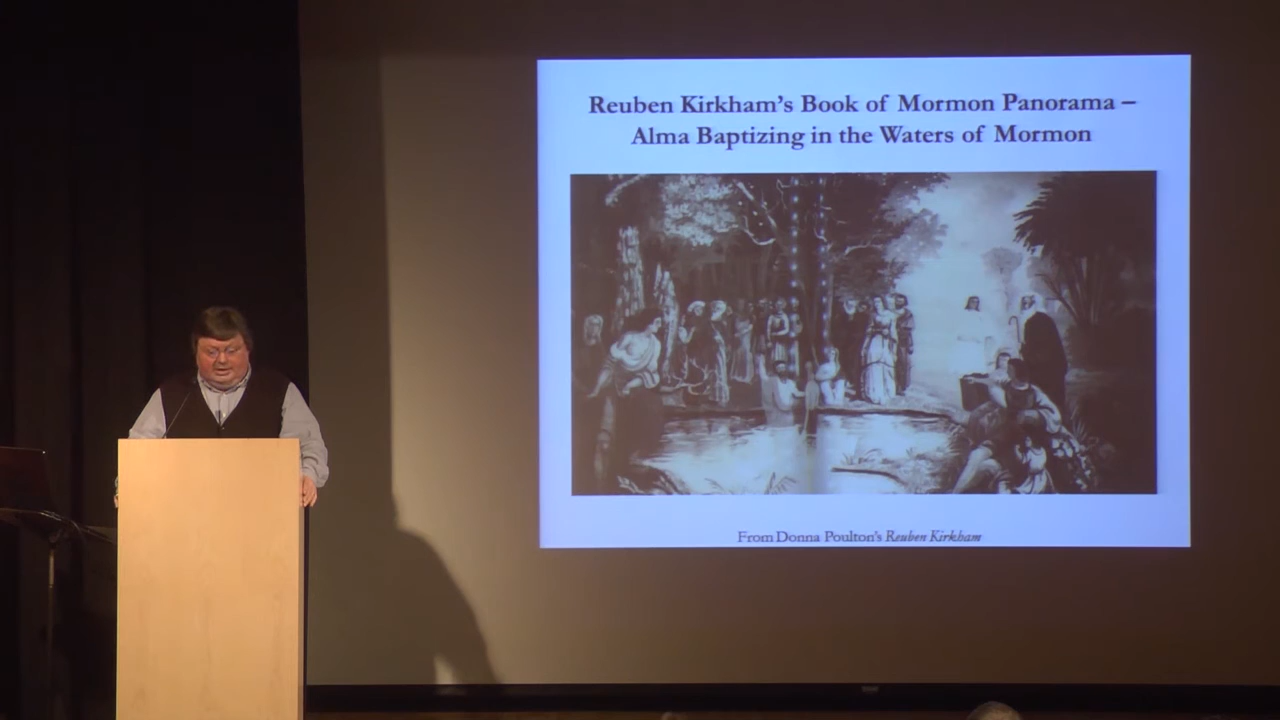 Reuben Kirkham's Book of Mormon Panorama –
Alma Baptizing in the Waters of Mormon
From Donna Poulton's Reuben Kirkham